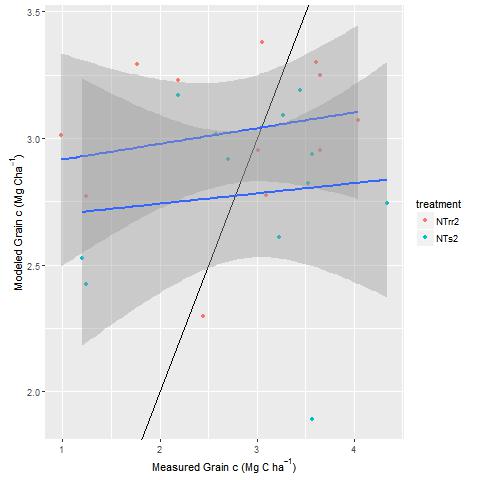 3.5
3.0
2.5
2.0
1
2
3
4
Modeled Grain c (Mg Cha⁻¹)
Measured Grain c (Mg C ha⁻¹)
treatment
NTrr2
NTs2